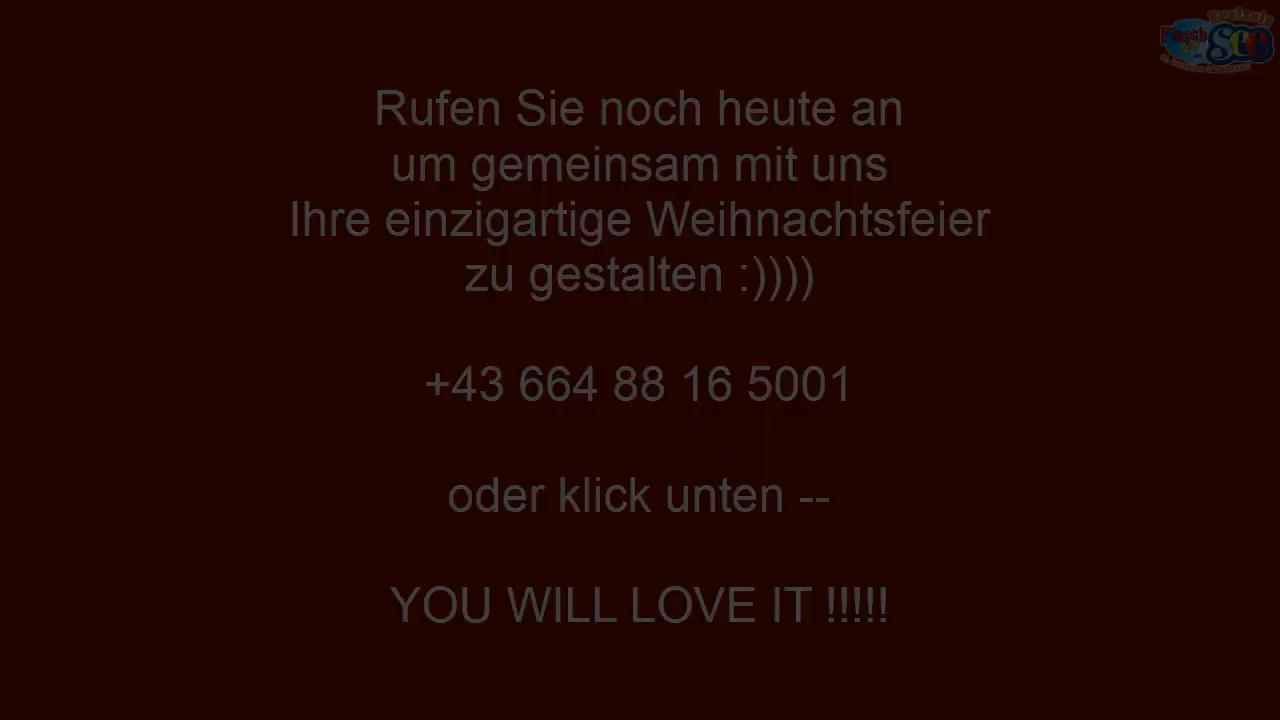 Rufen Sie noch heute an
um gemeinsam mit uns
Ihre einzigartige Weihnachtsfeier
zu gestalten :))))
+43 664 88 16 5001
oder klick unten --
YOU WILL LOVE IT !!!!!